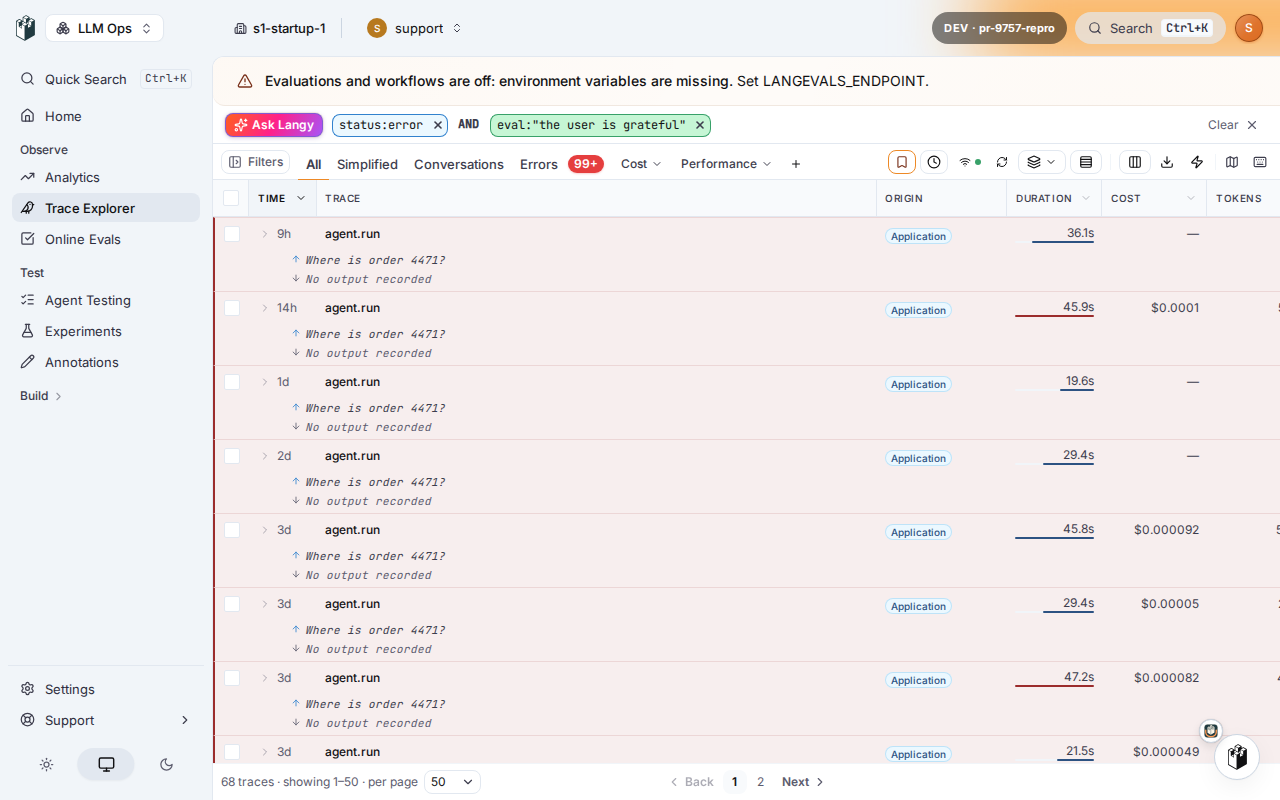 LLM Ops
s1-startup-1
S
support
DEV · pr-9757-repro
Search
Ctrl+K
S
Quick Search
Ctrl+K
Home
Observe
Analytics
Trace Explorer
Online Evals
Test
Agent Testing
Experiments
Annotations
Build
Settings
Support
Evaluations and workflows are off: environment variables are missing. Set LANGEVALS_ENDPOINT.
Ask Langy
status:error
AND
eval:"the user is grateful"
Clear
Filters
All
Simplified
Conversations
Errors
99+
Cost
Performance
TIME
TRACE
ORIGIN
DURATION
COST
TOKENS
9h agent.run Application 36.1s —
↑ Where is order 4471?
↓ No output recorded
14h agent.run Application 45.9s $0.0001
↑ Where is order 4471?
↓ No output recorded
1d agent.run Application 19.6s —
↑ Where is order 4471?
↓ No output recorded
2d agent.run Application 29.4s —
↑ Where is order 4471?
↓ No output recorded
3d agent.run Application 45.8s $0.000092
↑ Where is order 4471?
↓ No output recorded
3d agent.run Application 29.4s $0.00005
↑ Where is order 4471?
↓ No output recorded
3d agent.run Application 47.2s $0.000082
↑ Where is order 4471?
↓ No output recorded
3d agent.run Application 21.5s $0.000049
68 traces · showing 1–50 · per page
50
Back
1
2
Next